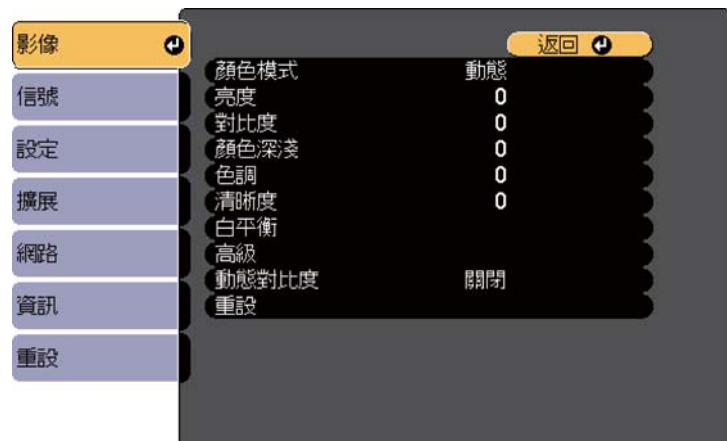 影像
信號
設定
擴展
網路
資訊
重設
返回
顏色模式 動態
亮度 0
對比度 0
顏色深淺 0
色調 0
清晰度 0
白平衡
高級
動態對比度 關閉
重設